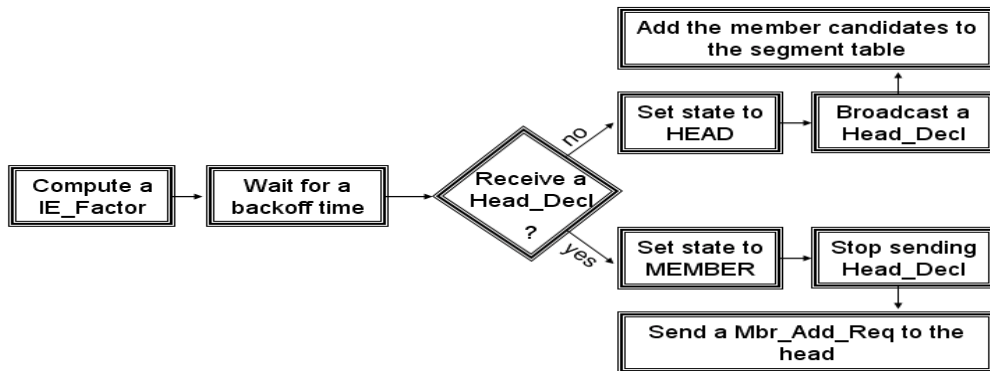 Compute a
IE_Factor
Wait for a
backoff time
Receive a
Head_Decl
?
no
Set state to
HEAD
Broadcast a
Head_Decl
Add the member candidates to
the segment table
yes
Set state to
MEMBER
Stop sending
Head_Decl
Send a Mbr_Add_Req to the
head